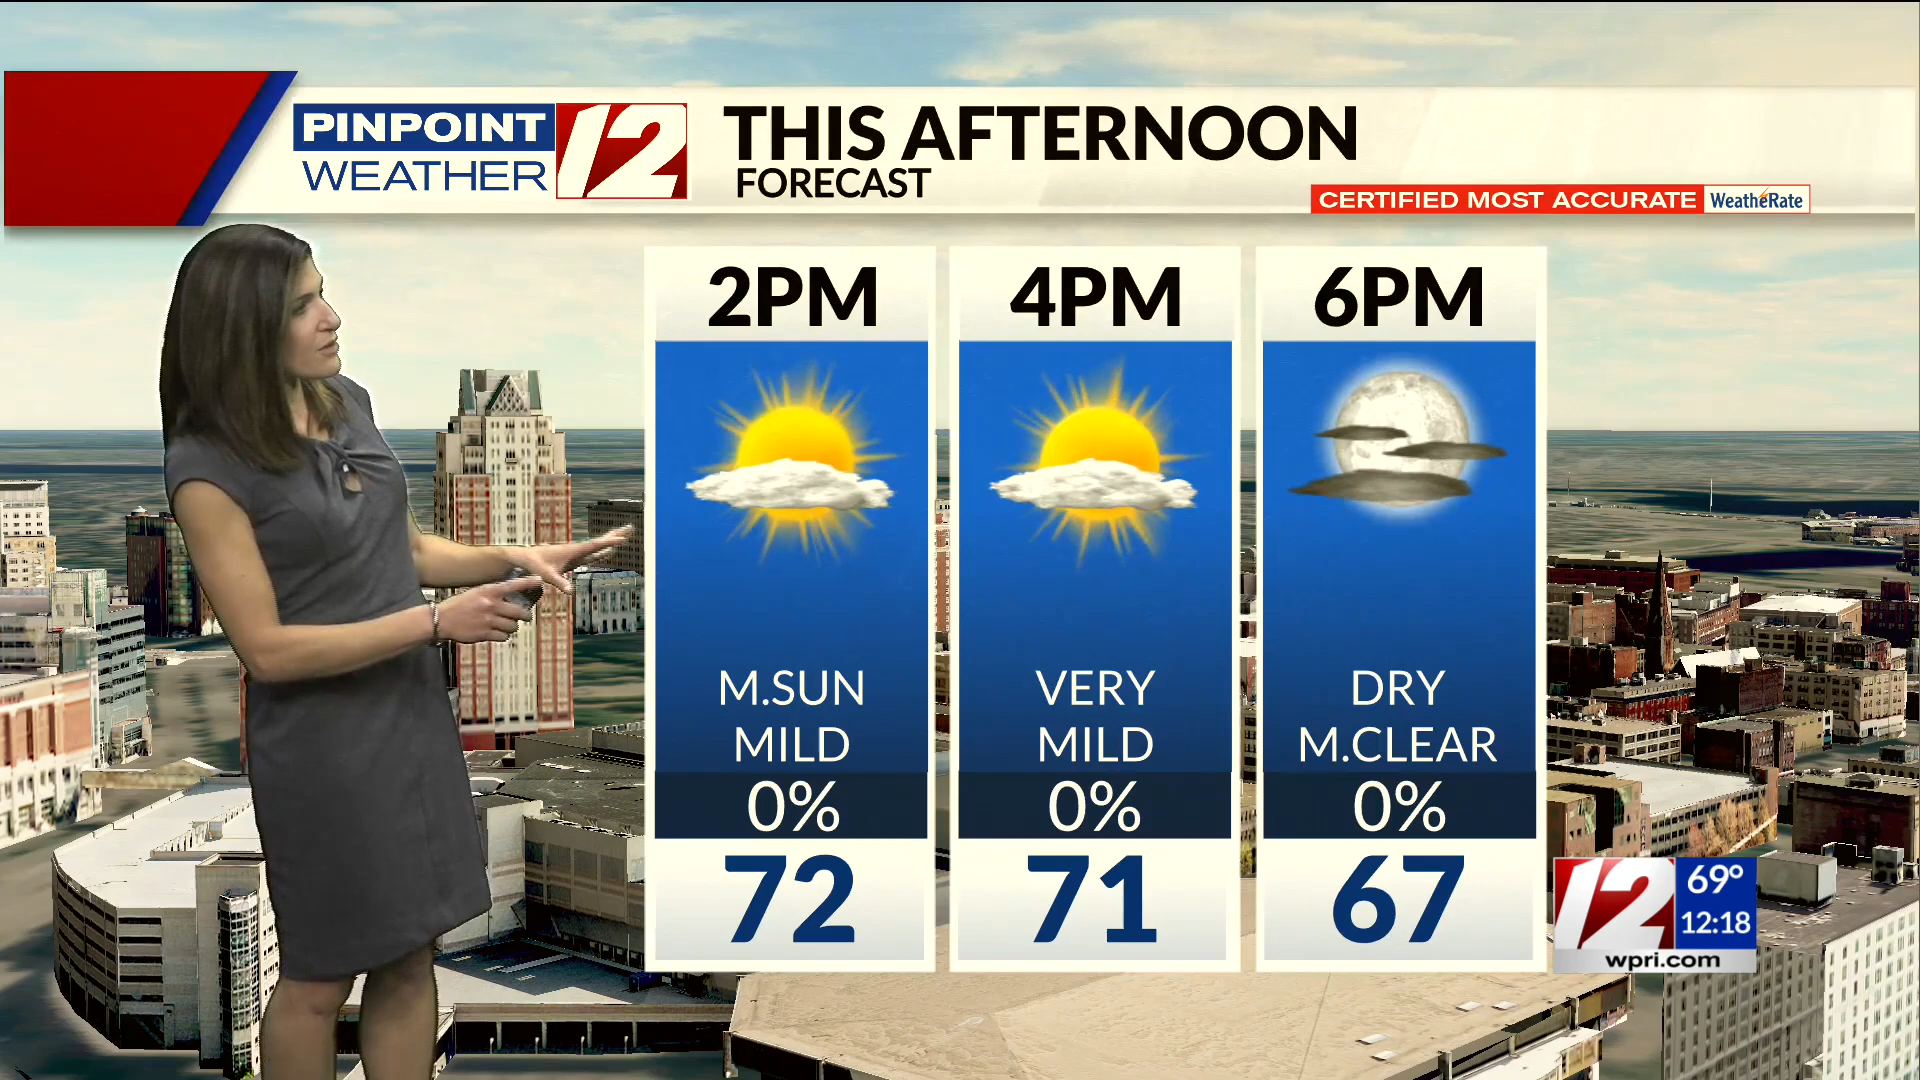 PINPOINT
WEATHER
12
THIS AFTERNOON
FORECAST
CERTIFIED MOST ACCURATE WeatheRate
2PM
M.SUN
MILD
0%
72
4PM
VERY
MILD
0%
71
6PM
DRY
M.CLEAR
0%
67
12
69°
12:18
wpri.com